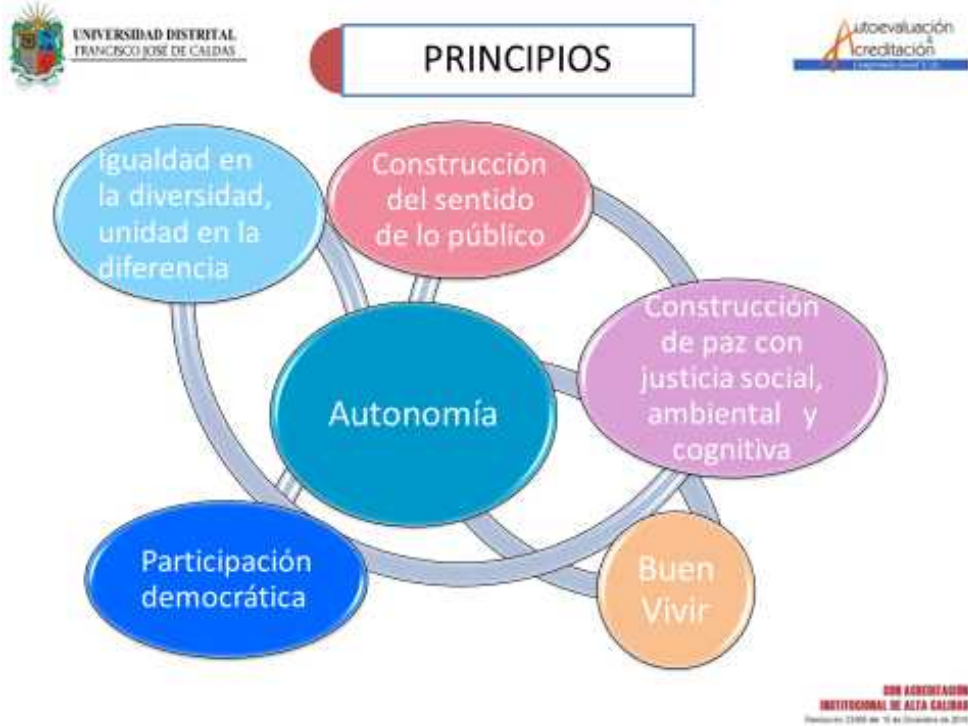 UNIVERSIDAD DISTRITAL
FRANCISCO JOSÉ DE CALDAS
PRINCIPIOS
Autoevaluación
&
Acreditación
Igualdad en
la diversidad,
unidad en la
diferencia
Construcción
del sentido
de lo público
Construcción
de paz con
justicia social,
ambiental y
cognitiva
Autonomía
Participación
democrática
Buen
Vivir
CON ACREDITACIÓN
INSTITUCIONAL DE ALTA CALIDAD